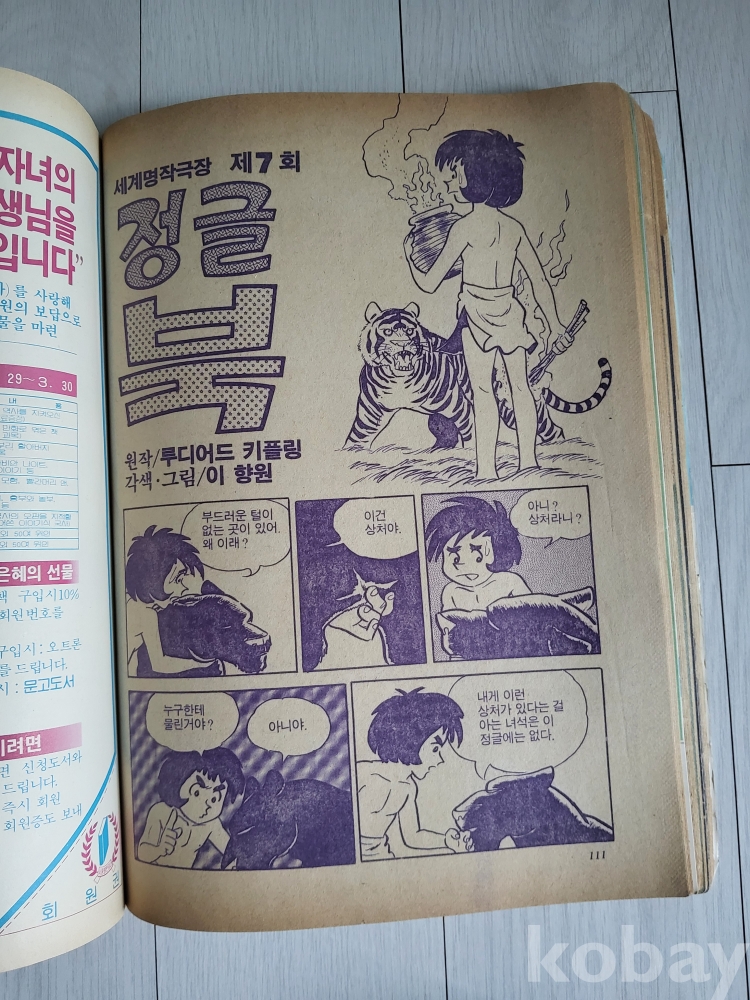 자녀의
생님을
입니다"
)를 사랑해
원의 보답으로
물을 마련
29～3. 30
내 용
은혜의 선물
책 구입시10%
회원번호를
구입시 : 오트론
를 드립니다.
시 : 문고도서
려면
면 신청도서와
드립니다.
즉시 회원
회원증도 보내
회 원
세계명작극장 제7회
정글
북
원작/루디어드 키플링
각색·그림/이 향원
부드러운 털이
없는 곳이 있어.
왜 이래?
이건
상처야.
아니?
상처라니?
누구한테
물린거야?
아니야.
내게 이런
상처가 있다는 걸
아는 녀석은 이
정글에는 없다.
111
kobay